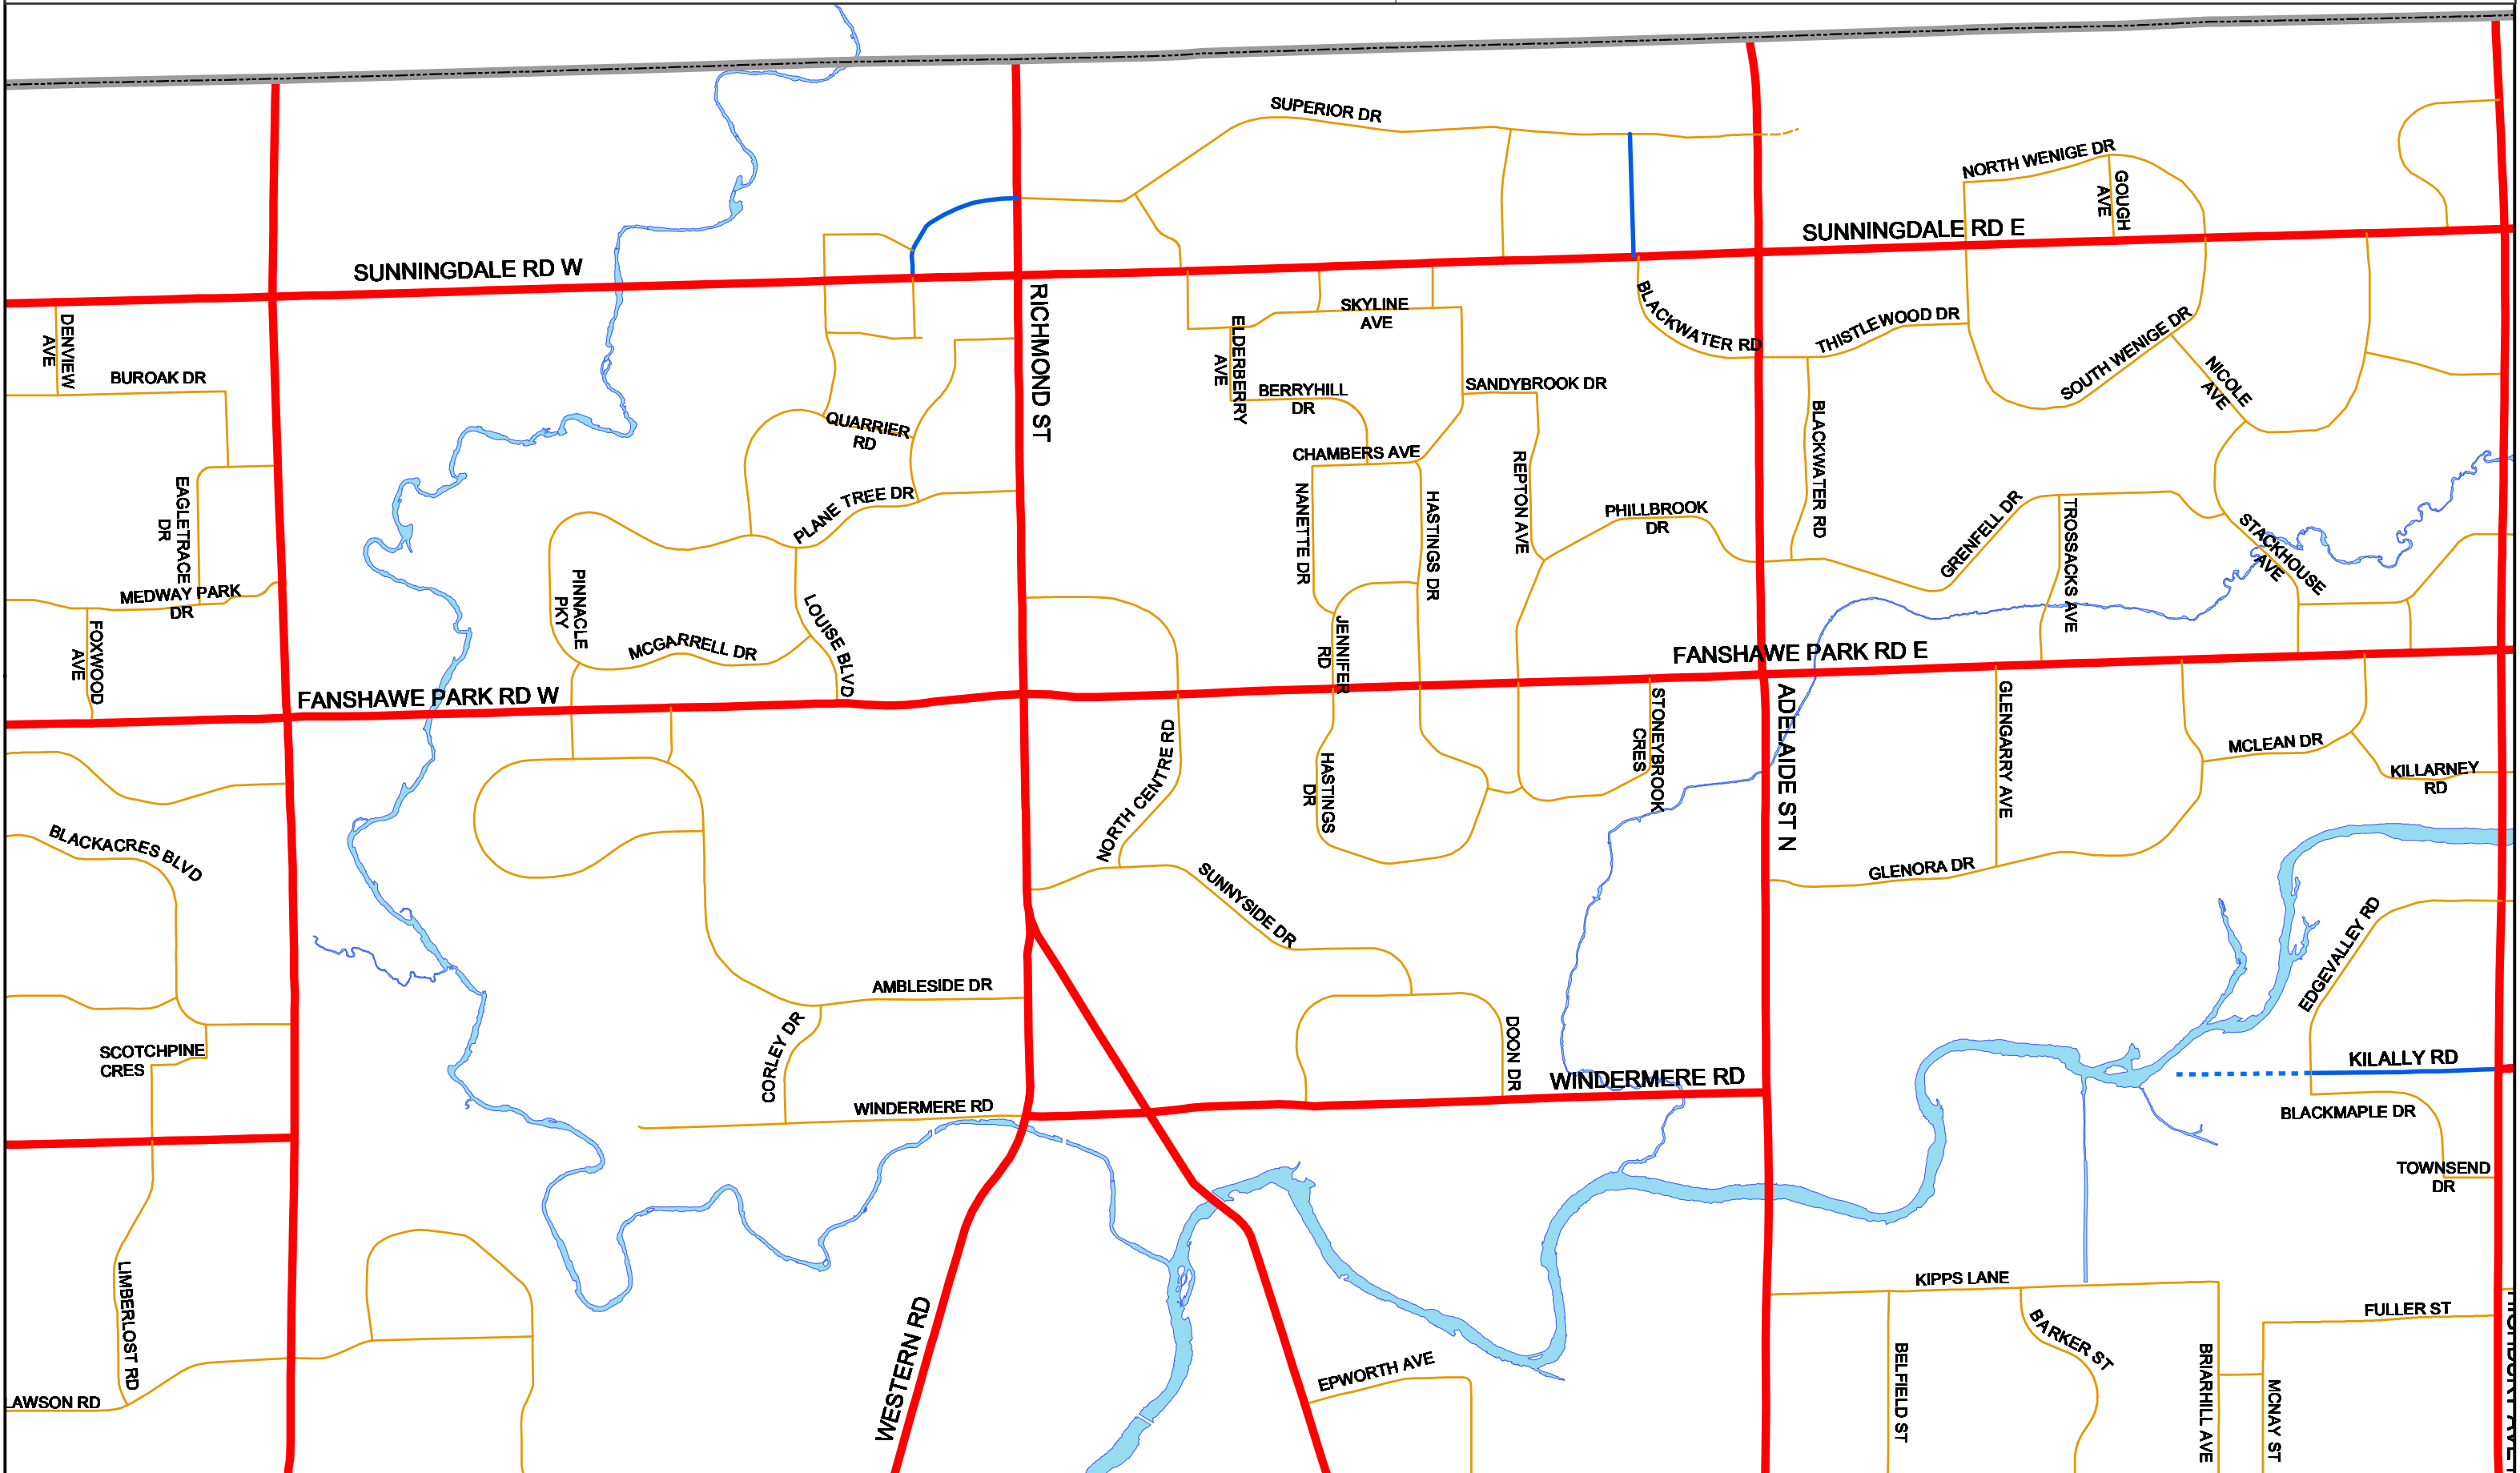 SUPERIOR DR
NORTH WENIGE DR
GOUGH
AVE
SUNNINGDALE RD E
SUNNINGDALE RD W
RICHMOND ST
DENVIEW
AVE
BUROAK DR
SKYLINE
AVE
ELDERBERRY
AVE
BERRYHILL
DR
SANDYBROOK DR
BLACKWATER RD
THISTLEWOOD DR
SOUTH WENIGE DR
NICOLE
AVE
QUARRIER
RD
CHAMBERS AVE
BLACKWATER RD
REPTON AVE
EAGLETRACE
DR
PLANE TREE DR
NANETTE DR
HASTINGS DR
PHILLBROOK
DR
GRENFELL DR
TROSSACKS AVE
STACKHOUSE
AVE
MEDWAY PARK
DR
PINNACLE
PKY
LOUISE BLVD
MCGARRELL DR
FOXWOOD
AVE
JENNIFER
RD
FANSHAWE PARK RD E
FANSHAWE PARK RD W
STONEYBROOK
CRES
ADELAIDE ST N
GLENGARRY AVE
MCLEAN DR
KILLARNEY
RD
NORTH CENTRE RD
HASTINGS
DR
BLACKACRES BLVD
GLENORA DR
SUNNYSIDE DR
EDGEVALLEY RD
AMBLESIDE DR
CORLEY DR
DOON DR
SCOTCHPINE
CRES
WINDERMERE RD
KILALLY RD
WINDERMERE RD
BLACKMAPLE DR
TOWNSEND
DR
LIMBERLOST RD
KIPPS LANE
FULLER ST
WESTERN RD
BARKER ST
BELFIELD ST
BRIARHILL AVE
MCNAY ST
EPWORTH AVE
AWSON RD